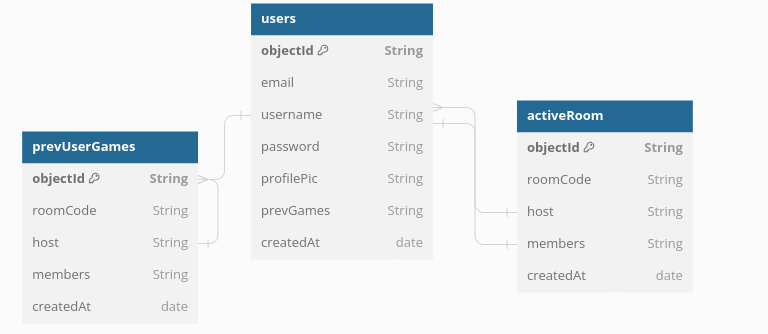 users
objectId String
email String
username String
password String
profilePic String
prevGames String
createdAt date
prevUserGames
objectId String
roomCode String
host String
members String
createdAt date
activeRoom
objectId String
roomCode String
host String
members String
createdAt date